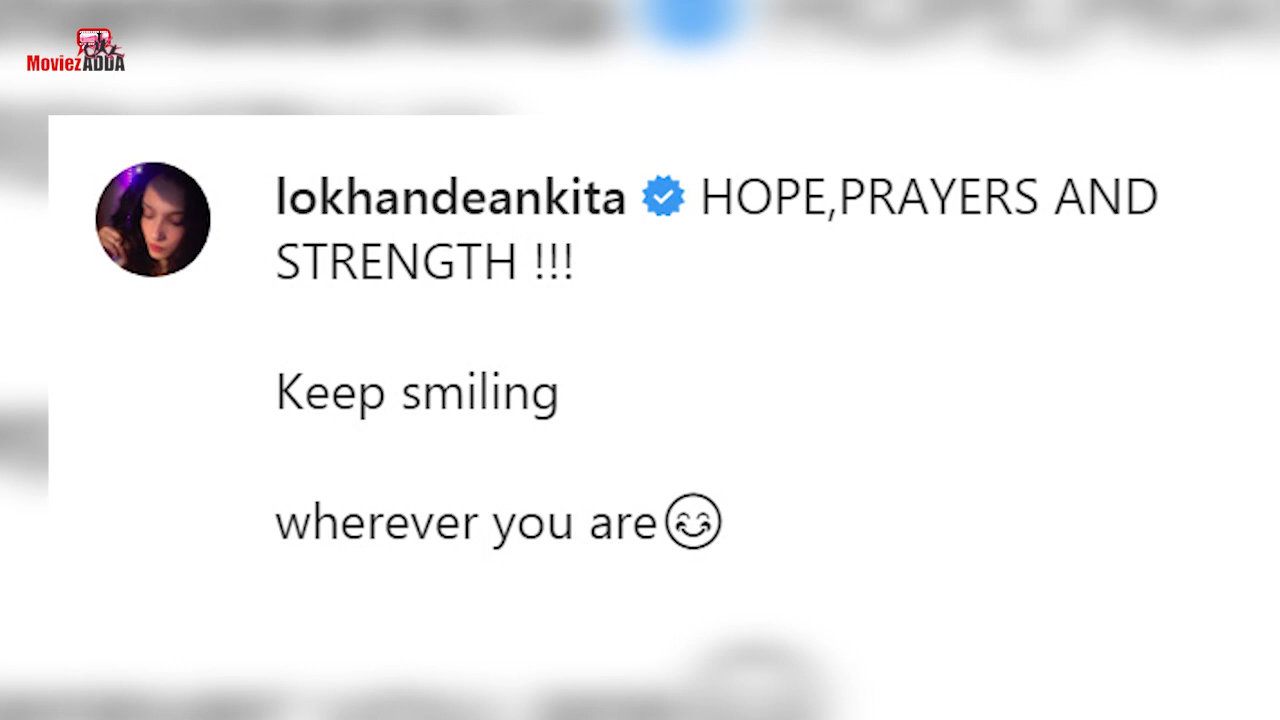 MoviezADDA
lokhandeankita HOPE,PRAYERS AND
STRENGTH !!!
Keep smiling
wherever you are😊